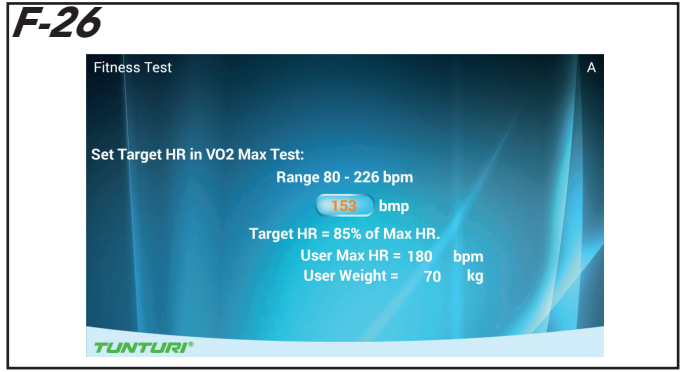 F-26
Fitness Test A
Set Target HR in VO2 Max Test:
Range 80 - 226 bpm
153 bmp
Target HR = 85% of Max HR.
User Max HR = 180 bpm
User Weight = 70 kg
TUNTURI®